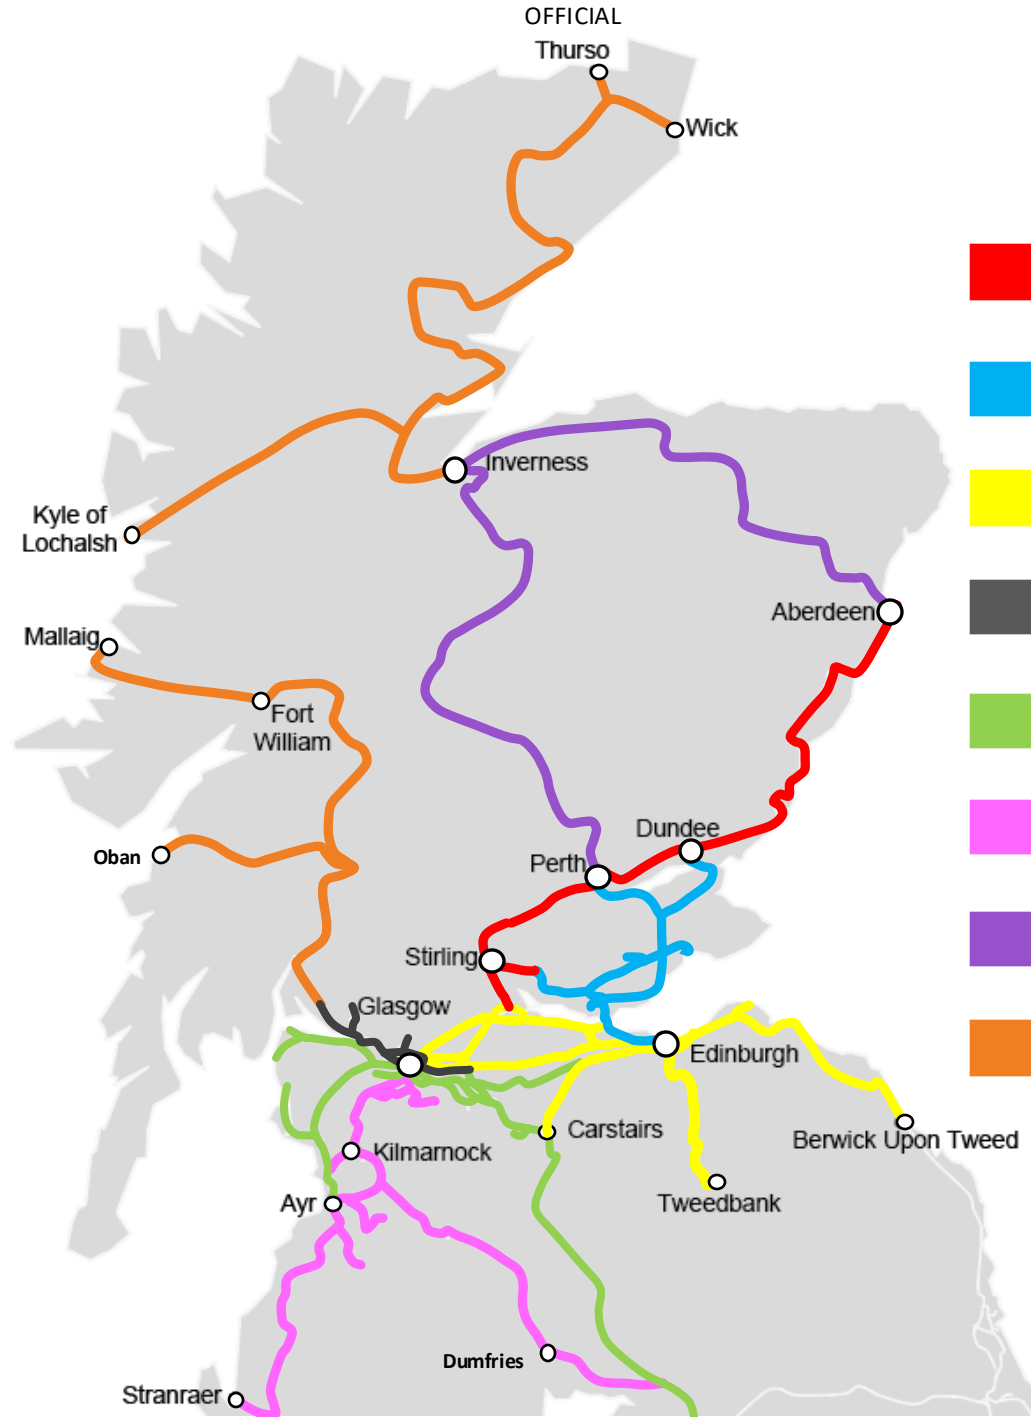 OFFICIAL
Thurso
Wick
Inverness
Kyle of
Lochalsh
Aberdeen
Mallaig
Fort
William
Dundee
Oban
Perth
Stirling
Glasgow
Edinburgh
Carstairs
Berwick Upon Tweed
Kilmarnock
Tweedbank
Ayr
Dumfries
Stranraer